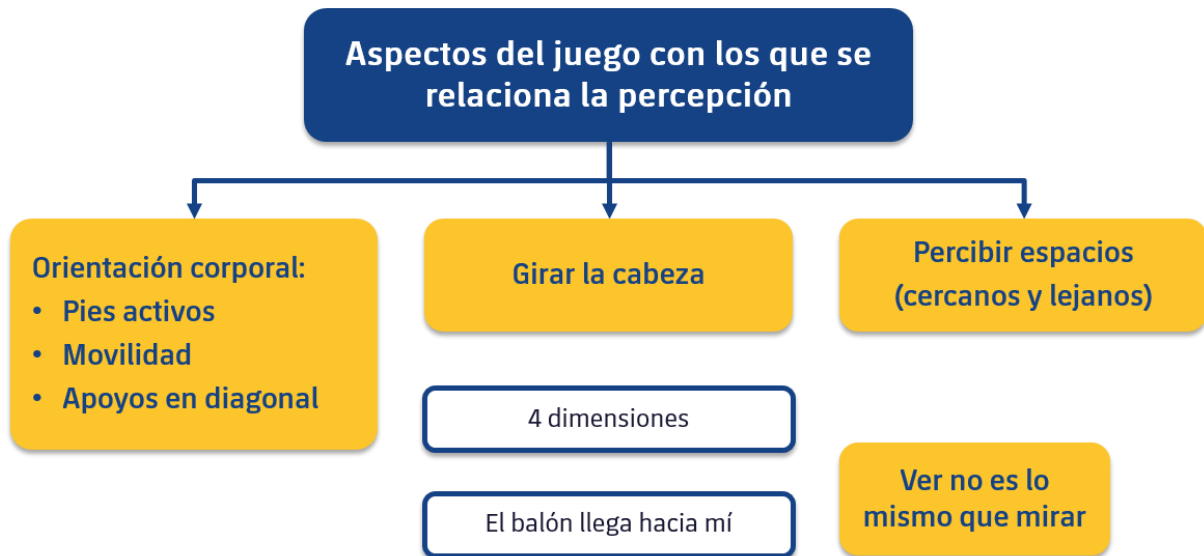 Aspectos del juego con los que se
relaciona la percepción
Orientación corporal:
• Pies activos
• Movilidad
• Apoyos en diagonal
Girar la cabeza
Percibir espacios
(cercanos y lejanos)
4 dimensiones
El balón llega hacia mí
Ver no es lo
mismo que mirar